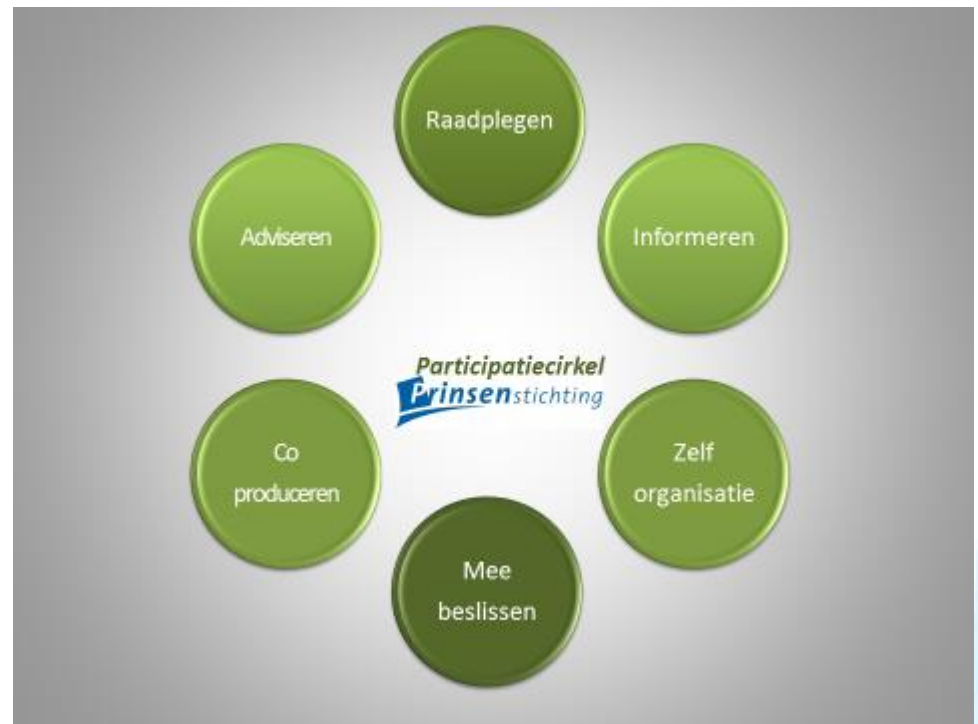 Raadplegen
Adviseren
Informeren
Participatiecirkel
Prinsenstichting
Co
produceren
Zelf
organisatie
Mee
beslissen